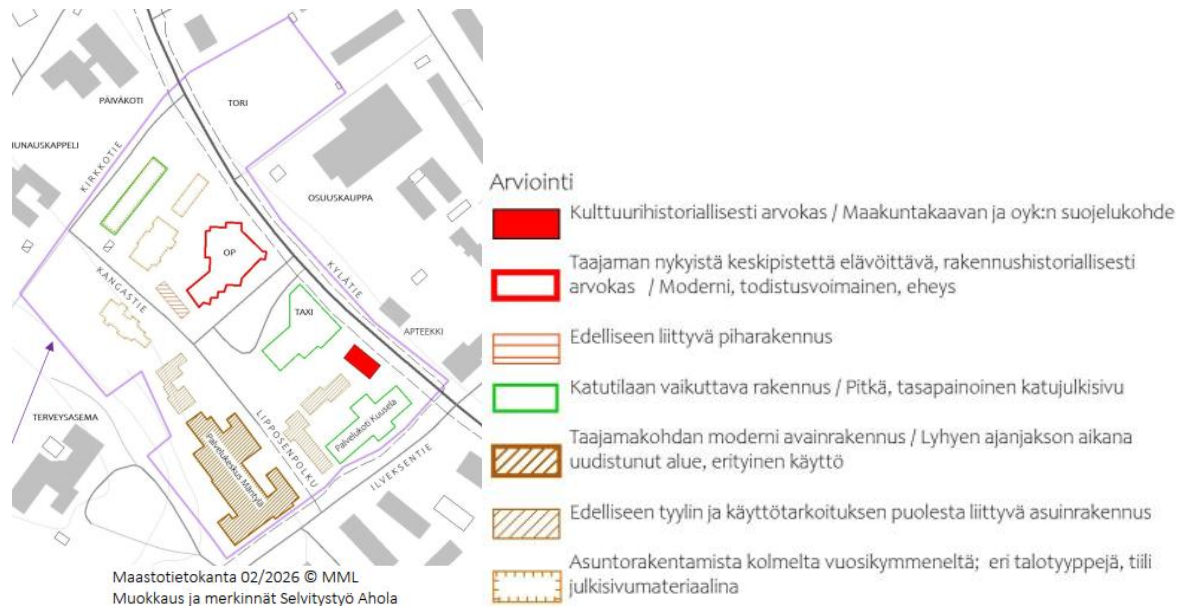 PÄIVÄKOTI
TORI
UNAUSKAPPELI
KIRKKOTIE
OSUUSKAUPPA
OP
KANGASTIE
KYLÄTIE
TAXI
APTEEKKI
TERVEYSASEMA
LIPPOSENPOLKU
Palvelukoti Kuusela
Palvelukeskus Mäntylä
ILVEKSENTIE
Maastotietokanta 02/2026 © MML
Muokkaus ja merkinnät Selvitystyö Ahola
Arviointi
Kulttuurihistoriallisesti arvokas / Maakuntakaavan ja oyk:n suojelukohde
Taajaman nykyistä keskipistettä elävöittävä, rakennushistoriallisesti
arvokas / Moderni, todistusvoimainen, eheys
Edelliseen liittyvä piharakennus
Katutilaan vaikuttava rakennus / Pitkä, tasapainoinen katujulkisivu
Taajamakohdan moderni avainrakennus / Lyhyen ajanjakson aikana
uudistunut alue, erityinen käyttö
Edelliseen tyylin ja käyttötarkoituksen puolesta liittyvä asuinrakennus
Asuntorakentamista kolmelta vuosikymmeneltä; eri talotyyppejä, tiili
julkisivumateriaalina